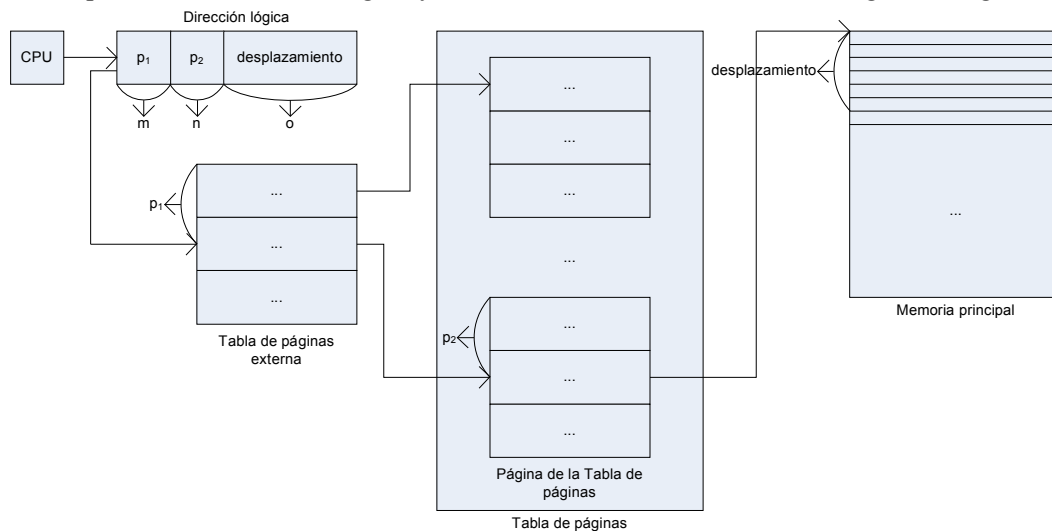 Dirección lógica
CPU
p₁
p₂
desplazamiento
m
n
o
...
...
...
desplazamiento
p₁
...
...
...
...
...
Tabla de páginas
externa
p₂
...
...
...
Memoria principal
Página de la Tabla de
páginas
Tabla de páginas